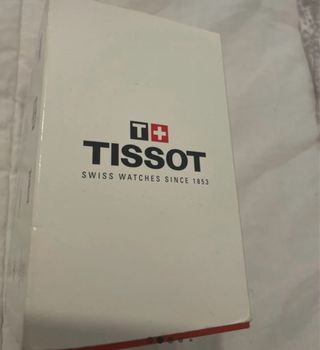 T+
TISSOT
SWISS WATCHES SINCE 1853